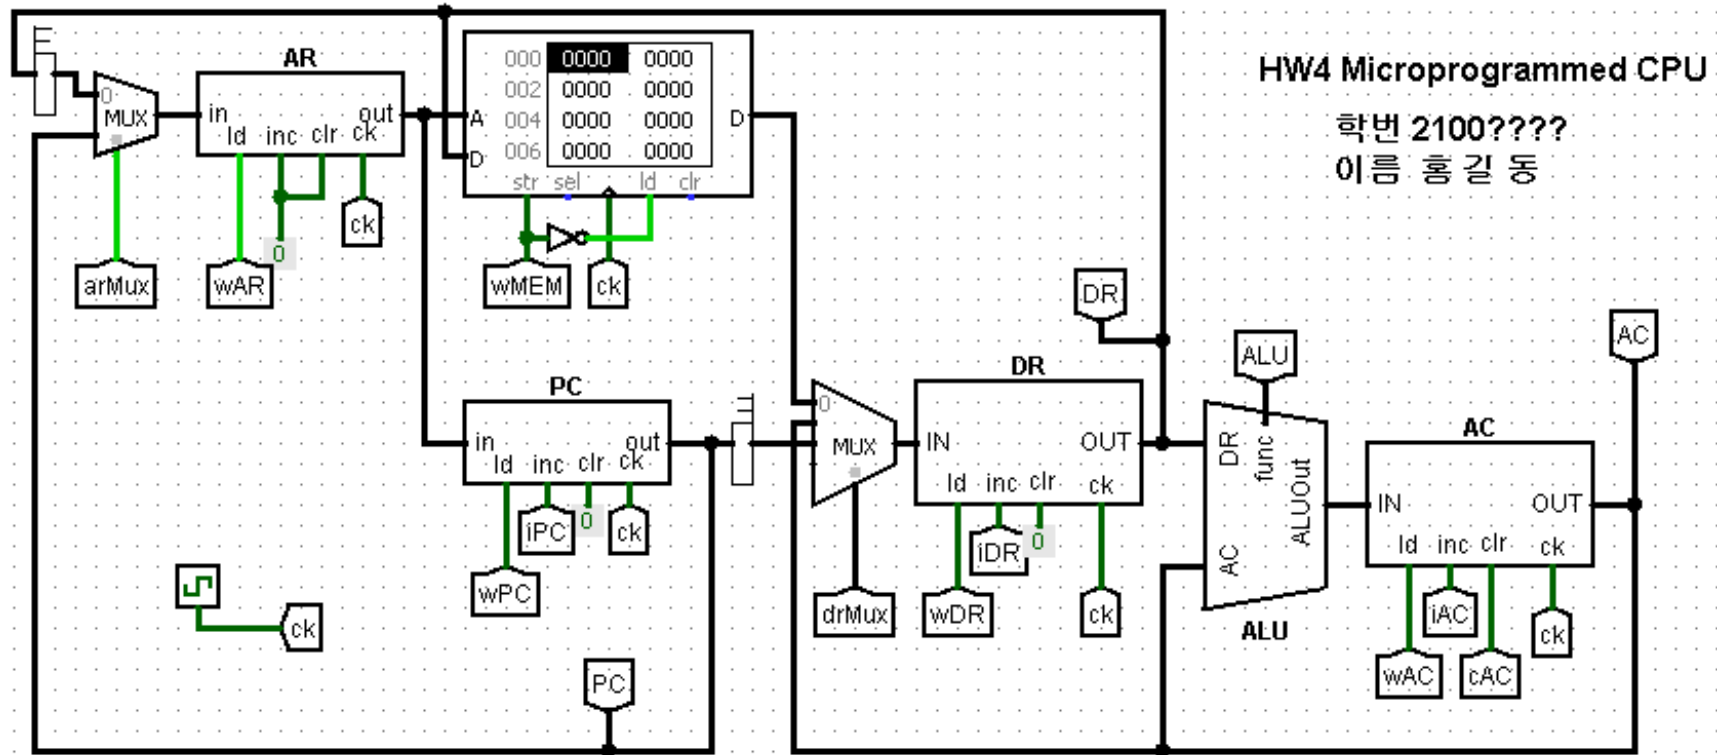 HW4 Microprogrammed CPU
학번 2100????
이름 홍 길 동
AR
in
out
ld inc clr ck
0
MUX
arMux
wAR
0
ck
000 0000 0000
002 0000 0000
004 0000 0000
006 0000 0000
A
D
D
str sel ld clr
wMEM
ck
PC
in
out
ld inc clr ck
iPC
0
ck
wPC
ck
PC
0
MUX
drMux
DR
DR
IN
OUT
ld inc clr ck
iDR
0
wDR
ck
ALU
DR
func
ALUOut
AC
ALU
AC
AC
IN
OUT
ld inc clr ck
iAC
ck
wAC
cAC